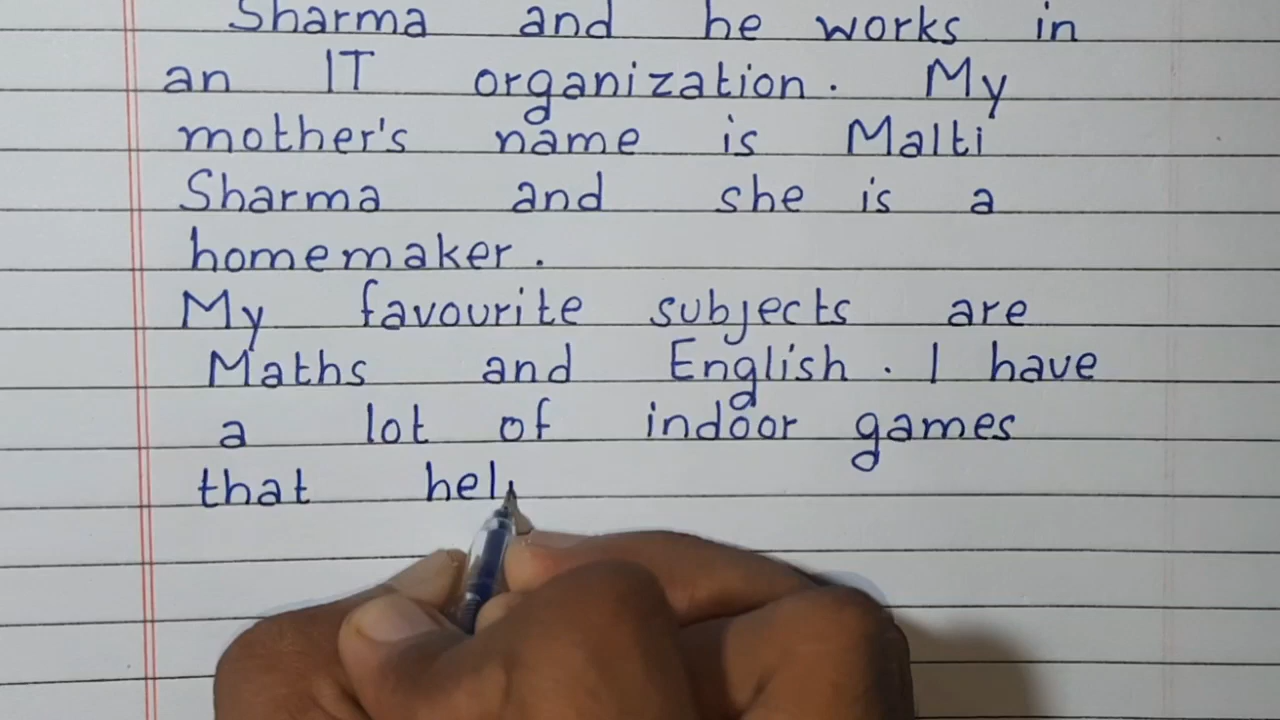 Sharma and he works in
an IT organization. My
mother's name is Malti
Sharma and she is a
homemaker.
My favourite subjects are
Maths and English. I have
a lot of indoor games
that hel